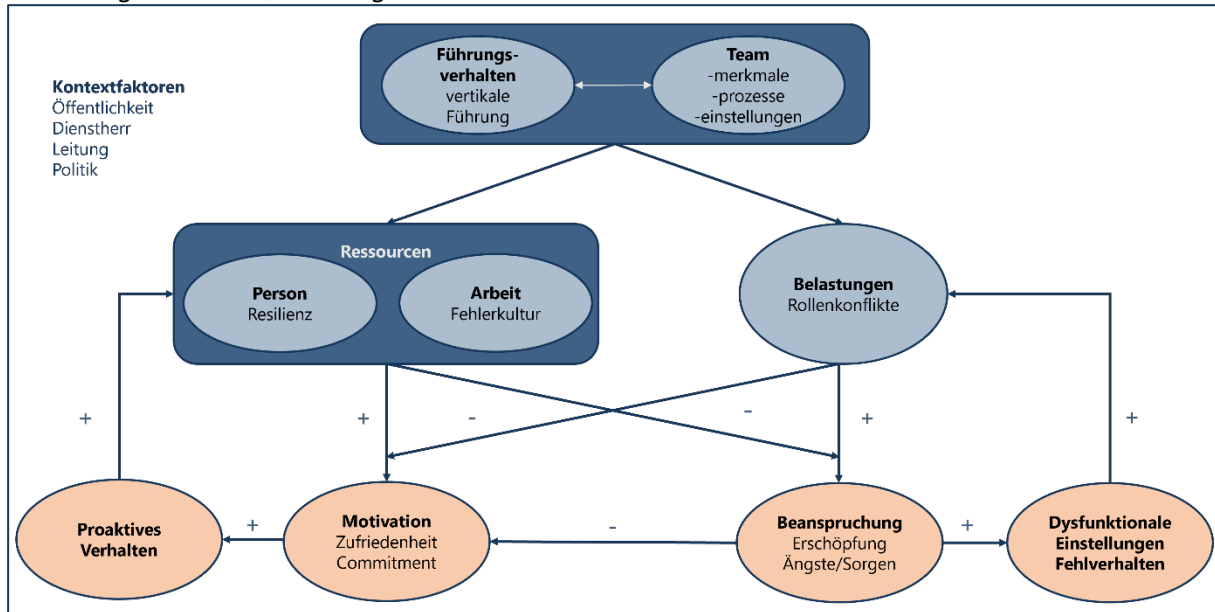 Führungs-
verhalten
vertikale
Führung
Team
-merkmale
-prozesse
-einstellungen
Kontextfaktoren
Öffentlichkeit
Dienstherr
Leitung
Politik
Ressourcen
Person
Resilienz
Arbeit
Fehlerkultur
Belastungen
Rollenkonflikte
+
+
-
-
+
+
Proaktives
Verhalten
+
Motivation
Zufriedenheit
Commitment
-
Beanspruchung
Erschöpfung
Ängste/Sorgen
+
Dysfunktionale
Einstellungen
Fehlverhalten